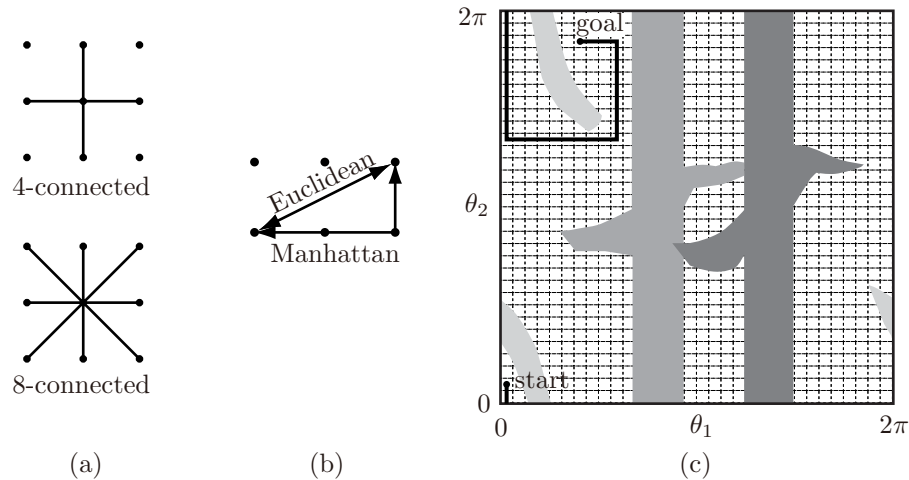 4-connected
8-connected
(a)
Euclidean
Manhattan
(b)
2π
goal
θ2
start
0
0
θ1
2π
(c)